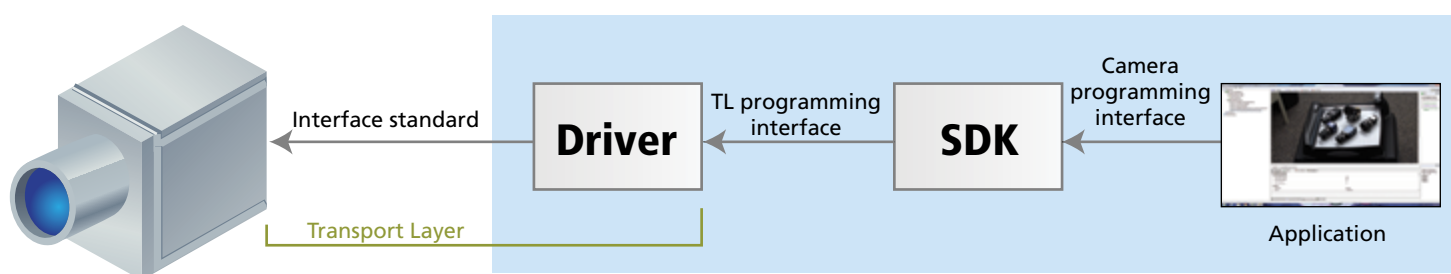 Interface standard
Driver
TL programming
interface
SDK
Camera
programming
interface
Transport Layer
Application